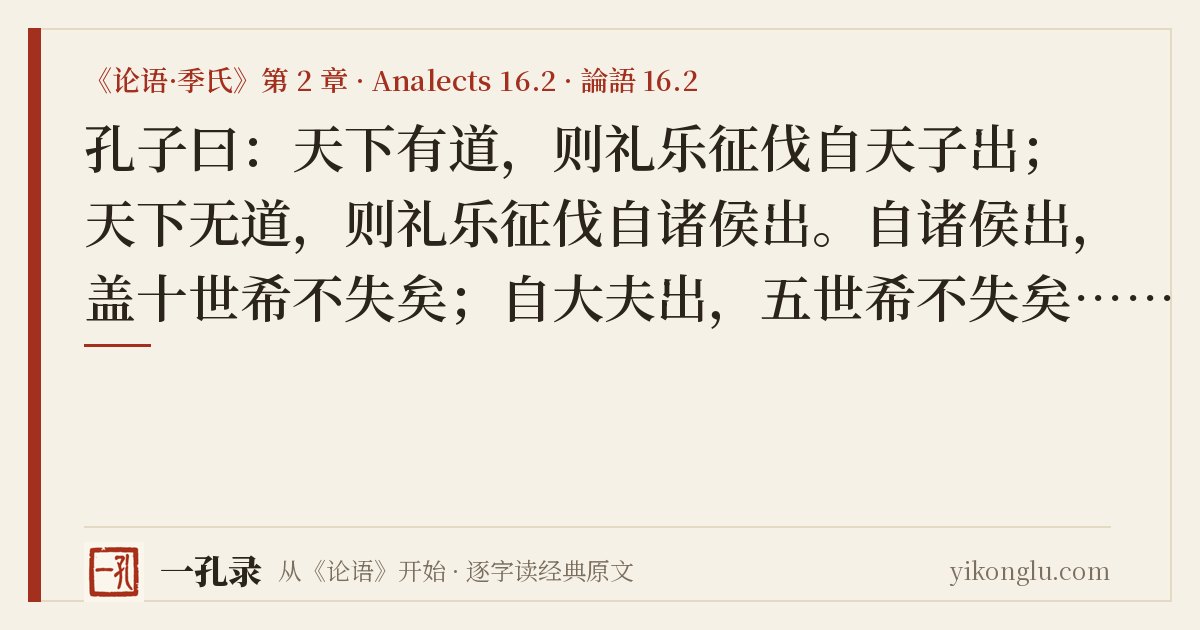 《论语·季氏》第 2 章 · Analects 16.2 · 論語 16.2
孔子曰：天下有道，则礼乐征伐自天子出；
天下无道，则礼乐征伐自诸侯出。自诸侯出，
盖十世希不失矣；自大夫出，五世希不失矣……
一孔
一孔录 从《论语》开始 · 逐字读经典原文 yikonglu.com